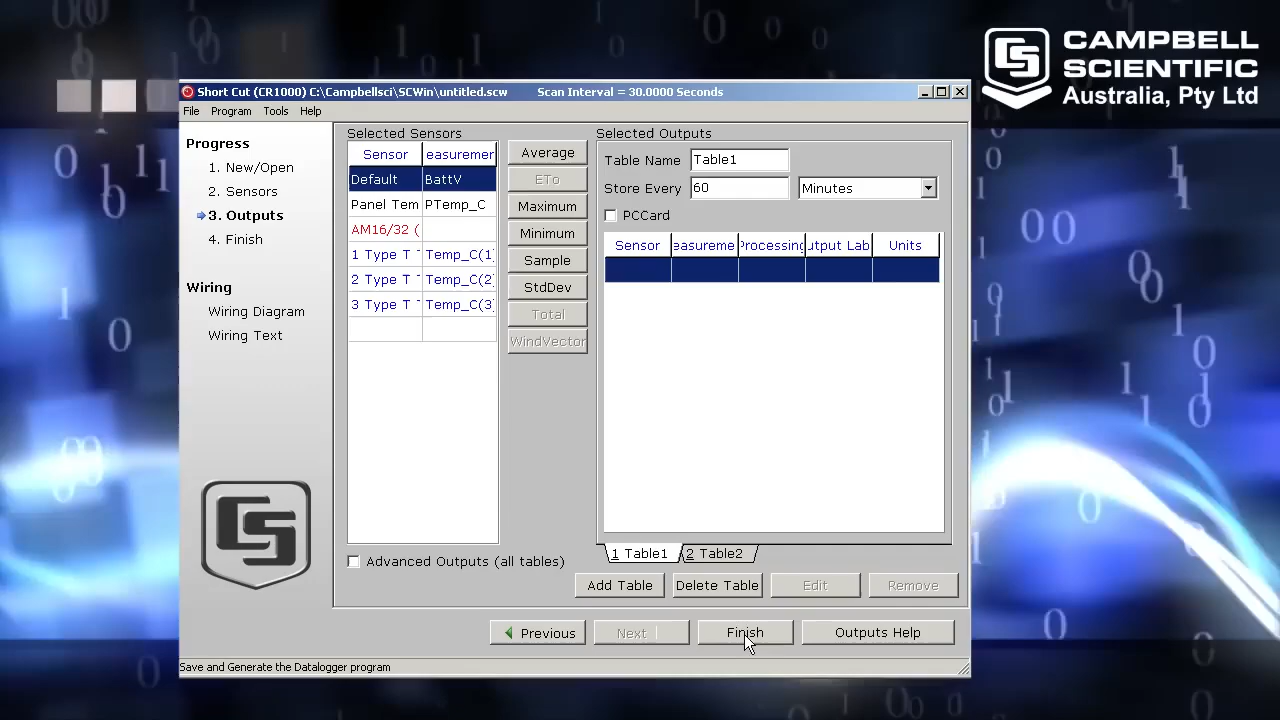 CAMPBELL
SCIENTIFIC
Australia, Pty Ltd
Short Cut (CR1000) C:\Campbellsci\SCWin\untitled.scw Scan Interval = 30.0000 Seconds
File Program Tools Help
Progress
1. New/Open
2. Sensors
3. Outputs
4. Finish
Wiring
Wiring Diagram
Wiring Text
Selected Sensors
Sensor easuremen
Default BattV
Panel Tem PTemp_C
AM16/32 (
1 Type T Temp_C(1)
2 Type T Temp_C(2)
3 Type T Temp_C(3)
Average
ETo
Maximum
Minimum
Sample
StdDev
Total
WindVector
Selected Outputs
Table Name Table1
Store Every 60 Minutes
PCCard
Sensor easureme Processing utput Lab Units
1 Table1 2 Table2
Advanced Outputs (all tables)
Add Table Delete Table Edit Remove
Previous Next Finish Outputs Help
Save and Generate the Datalogger program